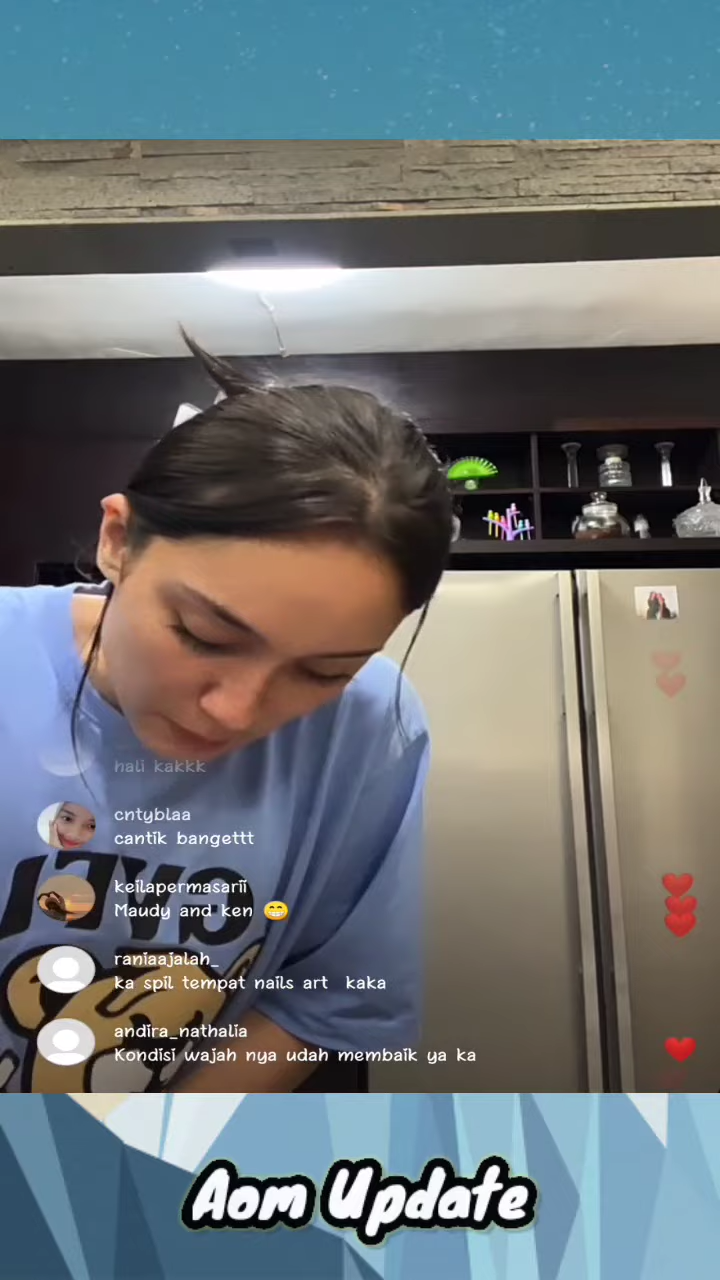 hali kakkk
cntyblaa
cantik bangettt
keilapermasarii
Maudy and ken 😁
raniaajalah_
ka spil tempat nails art kaka
andira_nathalia
Kondisi wajah nya udah membaik ya ka
Aom Update